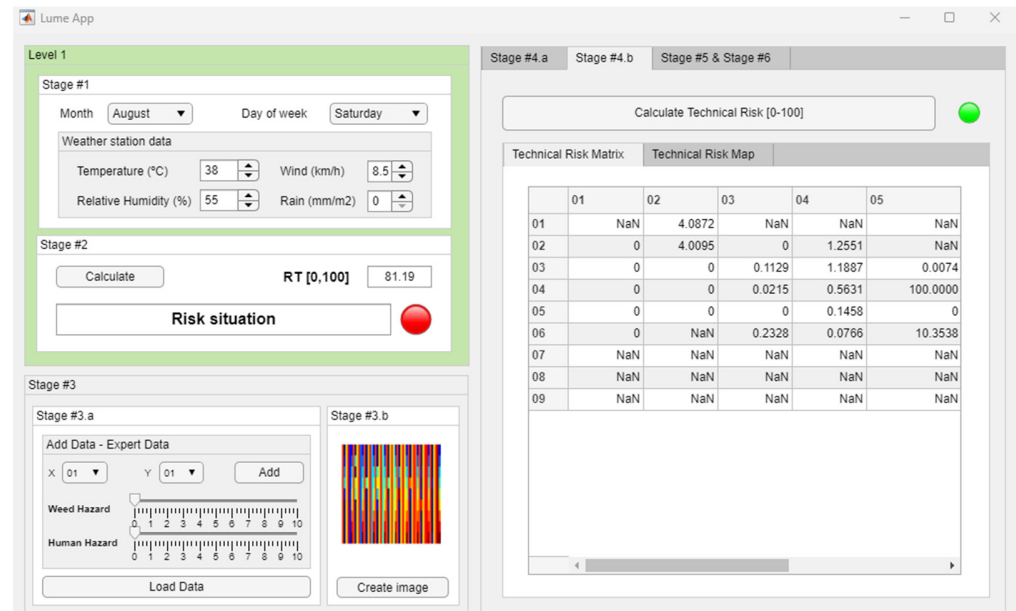 Lume App
Level 1
Stage #1
Month August Day of week Saturday
Weather station data
Temperature (ºC) 38 Wind (km/h) 8.5
Relative Humidity (%) 55 Rain (mm/m2) 0
Stage #2
Calculate RT [0,100] 81.19
Risk situation
Stage #3
Stage #3.a
Add Data - Expert Data
X 01 Y 01 Add
Weed Hazard
0 1 2 3 4 5 6 7 8 9 10
Human Hazard
0 1 2 3 4 5 6 7 8 9 10
Load Data
Stage #3.b
Create image
Stage #4.a Stage #4.b Stage #5 & Stage #6
Calculate Technical Risk [0-100]
Technical Risk Matrix Technical Risk Map
01 02 03 04 05
01 NaN 4.0872 NaN NaN NaN
02 0 4.0095 0 1.2551 NaN
03 0 0 0.1129 1.1887 0.0074
04 0 0 0.0215 0.5631 100.0000
05 0 0 0 0.1458 0
06 0 NaN 0.2328 0.0766 10.3538
07 NaN NaN NaN NaN NaN
08 NaN NaN NaN NaN NaN
09 NaN NaN NaN NaN NaN